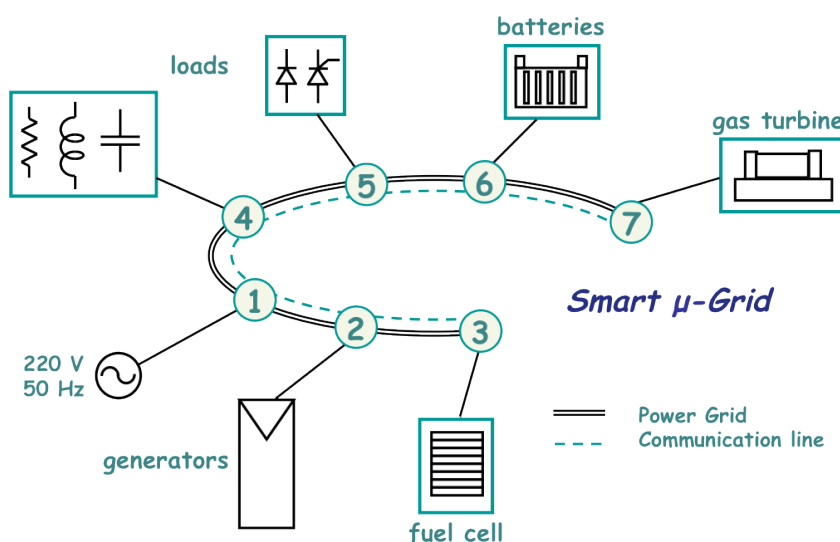 batteries
loads
gas turbine
5
6
4
7
1
Smart μ-Grid
2
3
220 V
50 Hz
Power Grid
Communication line
generators
fuel cell